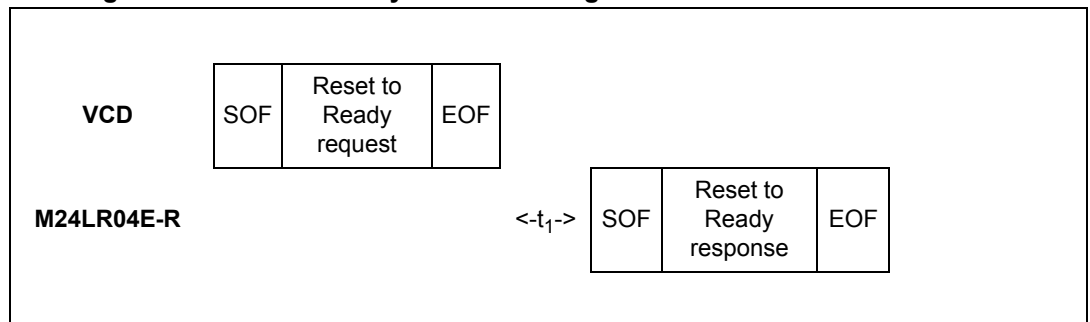 VCD
SOF
Reset to
Ready
request
EOF
M24LR04E-R
<-t1->
SOF
Reset to
Ready
response
EOF